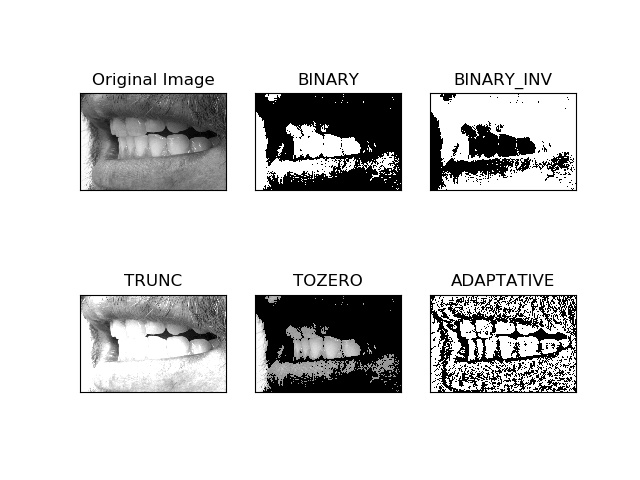 Original Image
BINARY
BINARY_INV
TRUNC
TOZERO
ADAPTATIVE